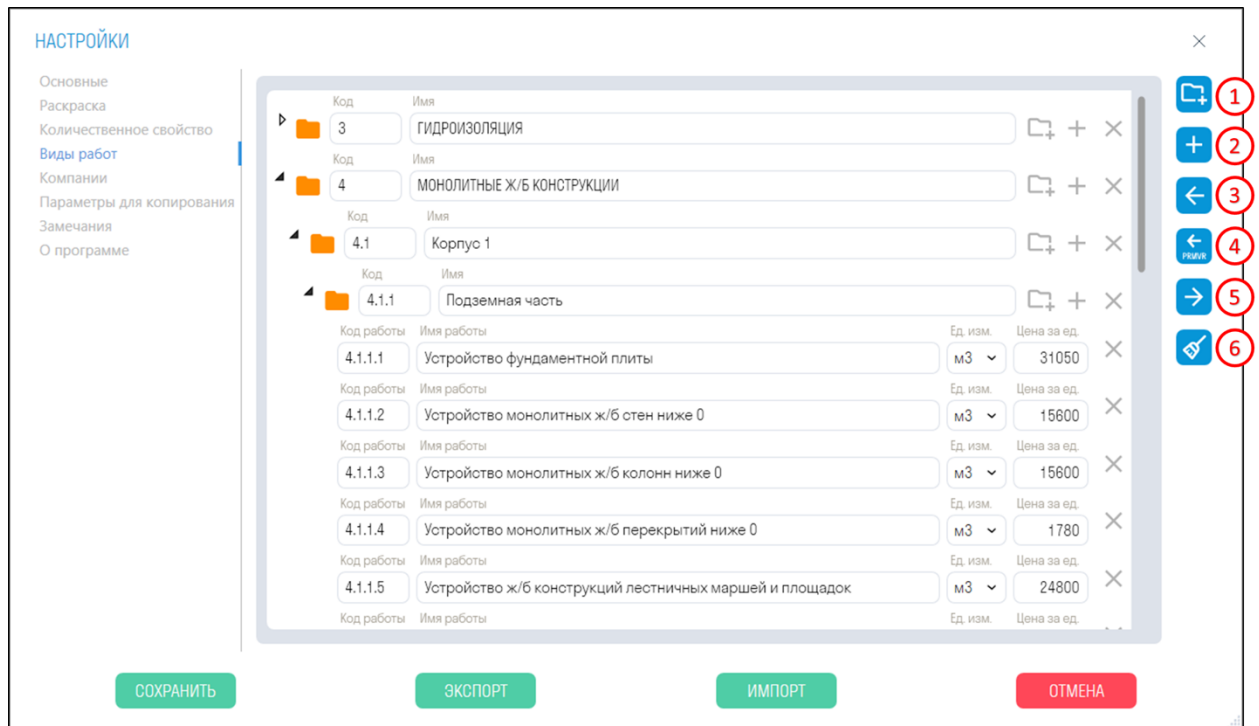 НАСТРОЙКИ
Основные
Раскраска
Количественное свойство
Виды работ
Компании
Параметры для копирования
Замечания
О программе
Код Имя
3 ГИДРОИЗОЛЯЦИЯ
Код Имя
4 МОНОЛИТНЫЕ Ж/Б КОНСТРУКЦИИ
Код Имя
4.1 Корпус 1
Код Имя
4.1.1 Подземная часть
Код работы Имя работы Ед. изм. Цена за ед.
4.1.1.1 Устройство фундаментной плиты м3 31050
Код работы Имя работы Ед. изм. Цена за ед.
4.1.1.2 Устройство монолитных ж/б стен ниже 0 м3 15600
Код работы Имя работы Ед. изм. Цена за ед.
4.1.1.3 Устройство монолитных ж/б колонн ниже 0 м3 15600
Код работы Имя работы Ед. изм. Цена за ед.
4.1.1.4 Устройство монолитных ж/б перекрытий ниже 0 м3 1780
Код работы Имя работы Ед. изм. Цена за ед.
4.1.1.5 Устройство ж/б конструкций лестничных маршей и площадок м3 24800
Код работы Имя работы Ед. изм. Цена за ед.
1
2
3
PRMVR 4
5
6
СОХРАНИТЬ ЭКСПОРТ ИМПОРТ ОТМЕНА